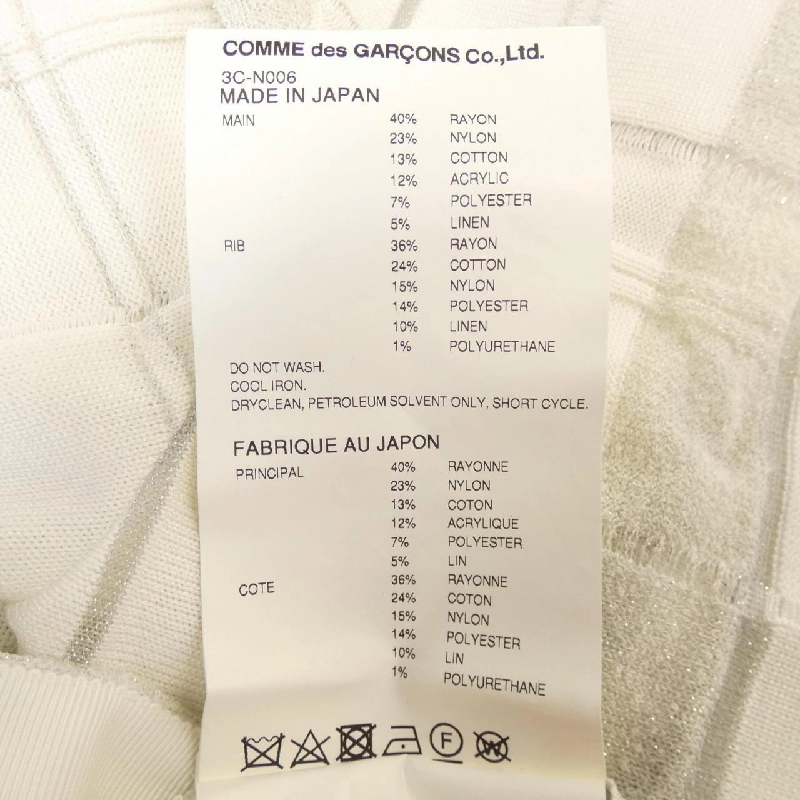 COMME des GARÇONS Co.,Ltd.
3C-N006
MADE IN JAPAN
MAIN 40% RAYON
23% NYLON
13% COTTON
12% ACRYLIC
7% POLYESTER
5% LINEN
RIB 36% RAYON
24% COTTON
15% NYLON
14% POLYESTER
10% LINEN
1% POLYURETHANE
DO NOT WASH.
COOL IRON.
DRYCLEAN, PETROLEUM SOLVENT ONLY, SHORT CYCLE.
FABRIQUE AU JAPON
PRINCIPAL 40% RAYONNE
23% NYLON
13% COTON
12% ACRYLIQUE
7% POLYESTER
5% LIN
COTE 36% RAYONNE
24% COTON
15% NYLON
14% POLYESTER
10% LIN
1% POLYURETHANE
F W